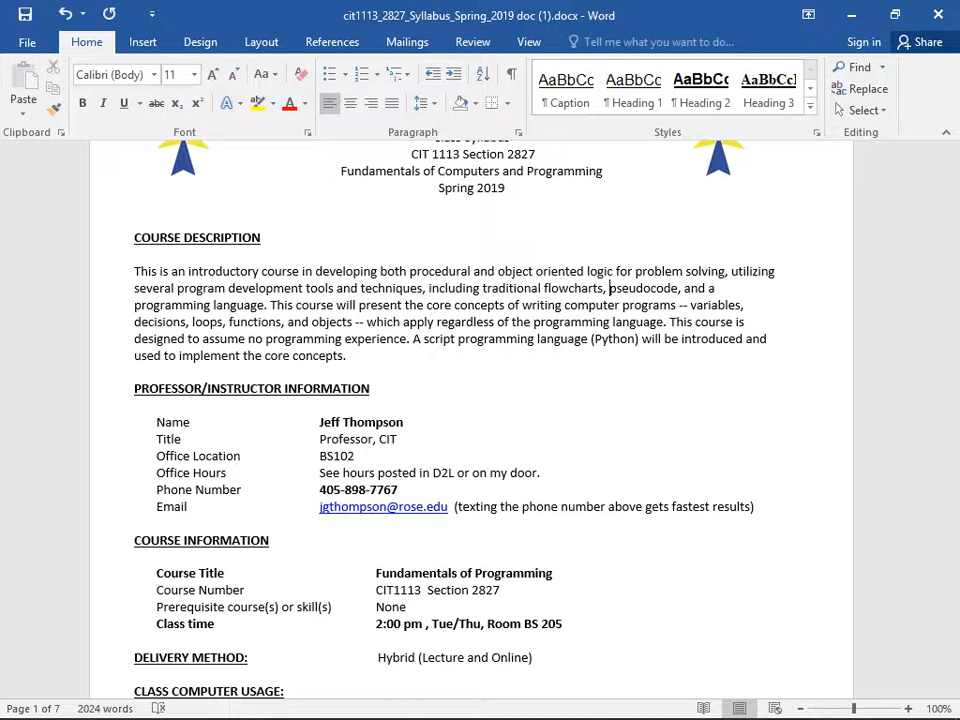 cit1113_2827_Syllabus_Spring_2019 doc (1).docx - Word
File Home Insert Design Layout References Mailings Review View Tell me what you want to do... Sign in Share
Paste
Calibri (Body) 11 Aa
B I U abc x₂ x² A A
AaBbCc AaBbCc AaBbCc AaBbCcI
¶ Caption ¶ Heading 1 ¶ Heading 2 Heading 3
Find
Replace
Select
Clipboard Font Paragraph Styles Editing
CIT 1113 Section 2827
Fundamentals of Computers and Programming
Spring 2019
COURSE DESCRIPTION
This is an introductory course in developing both procedural and object oriented logic for problem solving, utilizing
several program development tools and techniques, including traditional flowcharts, pseudocode, and a
programming language. This course will present the core concepts of writing computer programs -- variables,
decisions, loops, functions, and objects -- which apply regardless of the programming language. This course is
designed to assume no programming experience. A script programming language (Python) will be introduced and
used to implement the core concepts.
PROFESSOR/INSTRUCTOR INFORMATION
Name Jeff Thompson
Title Professor, CIT
Office Location BS102
Office Hours See hours posted in D2L or on my door.
Phone Number 405-898-7767
Email jgthompson@rose.edu (texting the phone number above gets fastest results)
COURSE INFORMATION
Course Title Fundamentals of Programming
Course Number CIT1113 Section 2827
Prerequisite course(s) or skill(s) None
Class time 2:00 pm , Tue/Thu, Room BS 205
DELIVERY METHOD: Hybrid (Lecture and Online)
CLASS COMPUTER USAGE:
Page 1 of 7 2024 words 100%